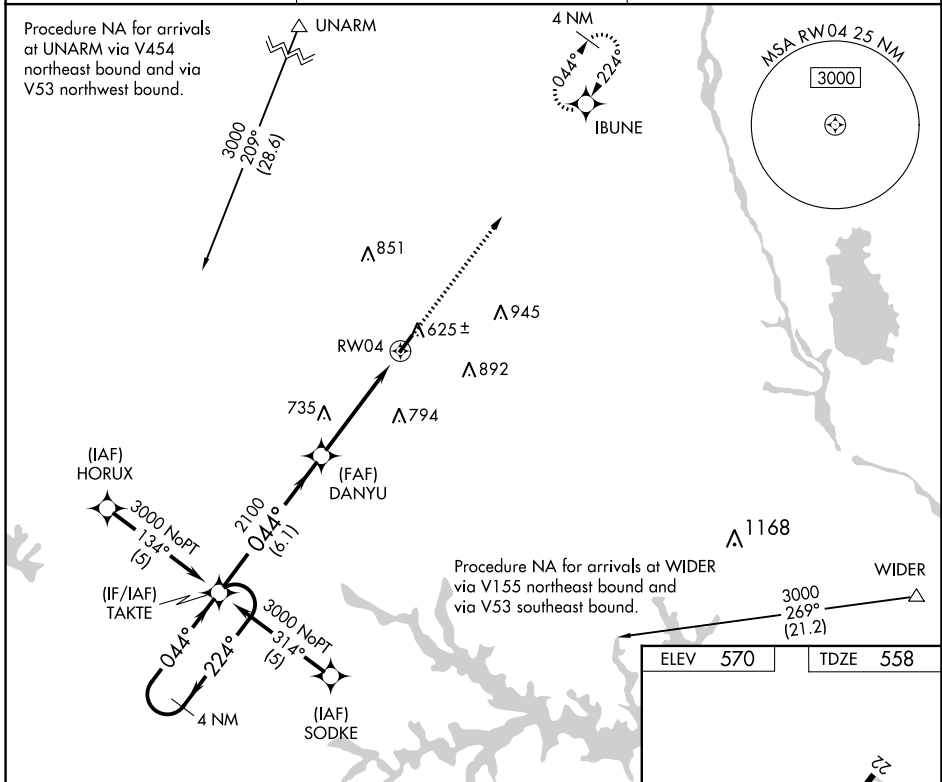 Procedure NA for arrivals
at UNARM via V454
northeast bound and via
V53 northwest bound.
UNARM
3000
209°
(28.6)
4 NM
044°
224°
IBUNE
MSA RW04 25 NM
3000
851
945
625±
RW04
892
735
794
(FAF)
DANYU
(IAF)
HORUX
3000 NoPT
134°
(5)
2100
044°
(6.1)
(IF/IAF)
TAKTE
044°
224°
4 NM
3000 NoPT
314°
(5)
(IAF)
SODKE
1168
Procedure NA for arrivals at WIDER
via V155 northeast bound and
via V53 southeast bound.
WIDER
3000
269°
(21.2)
ELEV 570
TDZE 558
22